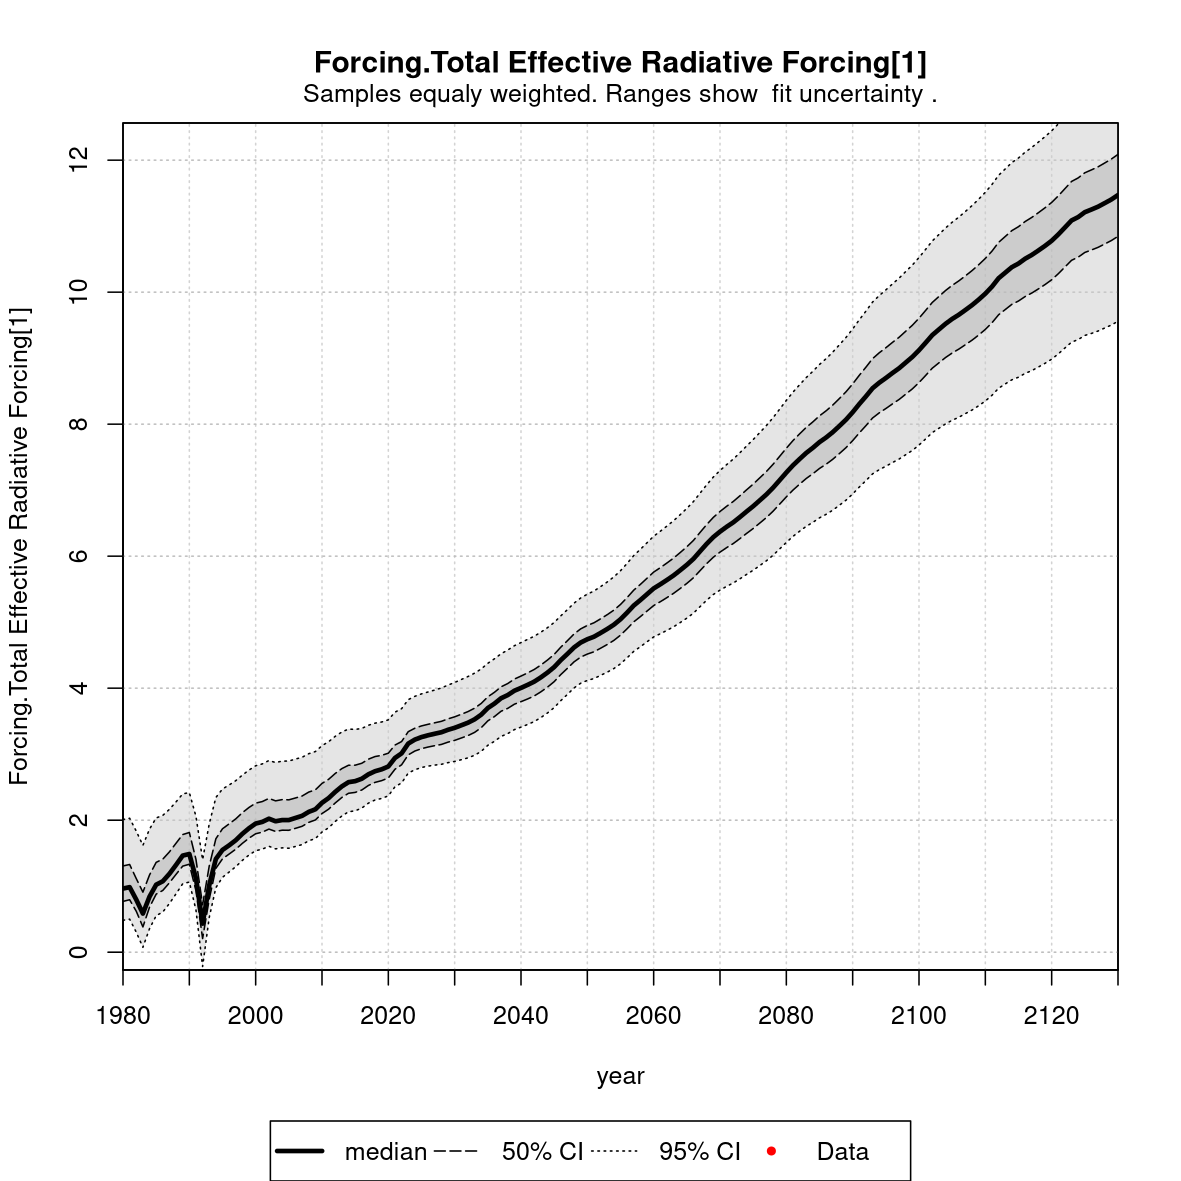 Forcing.Total Effective Radiative Forcing[1]
Samples equaly weighted. Ranges show  fit uncertainty .
Forcing.Total Effective Radiative Forcing[1]
12
10
8
6
4
2
0
1980 2000 2020 2040 2060 2080 2100 2120
year
median 50% CI 95% CI Data